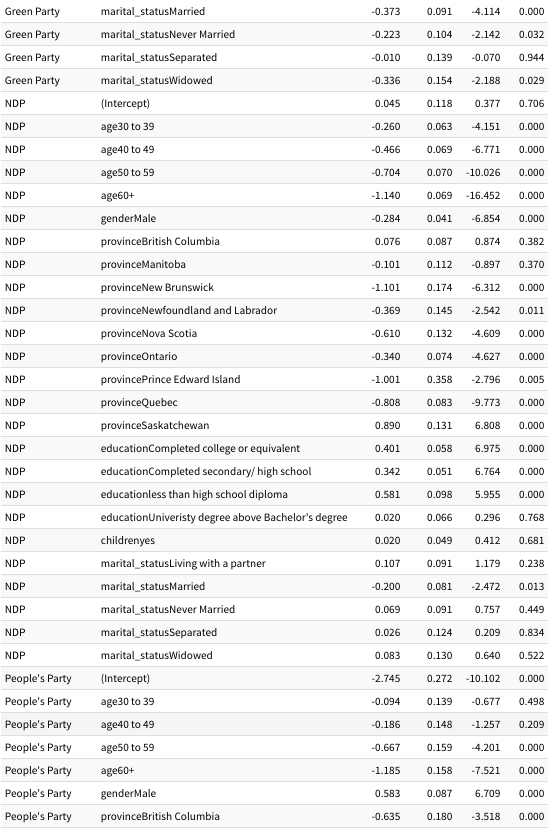 Green Party marital_statusMarried -0.373 0.091 -4.114 0.000
Green Party marital_statusNever Married -0.223 0.104 -2.142 0.032
Green Party marital_statusSeparated -0.010 0.139 -0.070 0.944
Green Party marital_statusWidowed -0.336 0.154 -2.188 0.029
NDP (Intercept) 0.045 0.118 0.377 0.706
NDP age30 to 39 -0.260 0.063 -4.151 0.000
NDP age40 to 49 -0.466 0.069 -6.771 0.000
NDP age50 to 59 -0.704 0.070 -10.026 0.000
NDP age60+ -1.140 0.069 -16.452 0.000
NDP genderMale -0.284 0.041 -6.854 0.000
NDP provinceBritish Columbia 0.076 0.087 0.874 0.382
NDP provinceManitoba -0.101 0.112 -0.897 0.370
NDP provinceNew Brunswick -1.101 0.174 -6.312 0.000
NDP provinceNewfoundland and Labrador -0.369 0.145 -2.542 0.011
NDP provinceNova Scotia -0.610 0.132 -4.609 0.000
NDP provinceOntario -0.340 0.074 -4.627 0.000
NDP provincePrince Edward Island -1.001 0.358 -2.796 0.005
NDP provinceQuebec -0.808 0.083 -9.773 0.000
NDP provinceSaskatchewan 0.890 0.131 6.808 0.000
NDP educationCompleted college or equivalent 0.401 0.058 6.975 0.000
NDP educationCompleted secondary/ high school 0.342 0.051 6.764 0.000
NDP educationless than high school diploma 0.581 0.098 5.955 0.000
NDP educationUniveristy degree above Bachelor's degree 0.020 0.066 0.296 0.768
NDP childrenyes 0.020 0.049 0.412 0.681
NDP marital_statusLiving with a partner 0.107 0.091 1.179 0.238
NDP marital_statusMarried -0.200 0.081 -2.472 0.013
NDP marital_statusNever Married 0.069 0.091 0.757 0.449
NDP marital_statusSeparated 0.026 0.124 0.209 0.834
NDP marital_statusWidowed 0.083 0.130 0.640 0.522
People's Party (Intercept) -2.745 0.272 -10.102 0.000
People's Party age30 to 39 -0.094 0.139 -0.677 0.498
People's Party age40 to 49 -0.186 0.148 -1.257 0.209
People's Party age50 to 59 -0.667 0.159 -4.201 0.000
People's Party age60+ -1.185 0.158 -7.521 0.000
People's Party genderMale 0.583 0.087 6.709 0.000
People's Party provinceBritish Columbia -0.635 0.180 -3.518 0.000